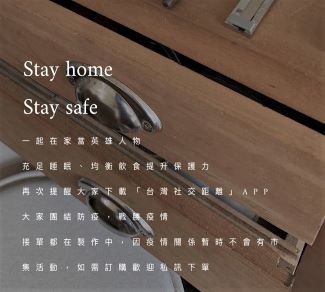 Stay home
Stay safe
一起在家當英雄人物
充足睡眠、均衡飲食提升保護力
再次提醒大家下載「台灣社交距離」APP
大家團結防疫，戰勝疫情
接單都在製作中，因疫情關係暫時不會有市
集活動，如需訂購歡迎私訊下單